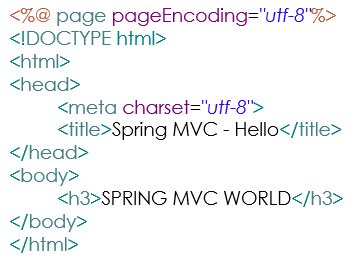 <%@ page pageEncoding="utf-8"%>
<!DOCTYPE html>
<html>
<head>
	<meta charset="utf-8">
	<title>Spring MVC - Hello</title>
</head>
<body>
	<h3>SPRING MVC WORLD</h3>
</body>
</html>